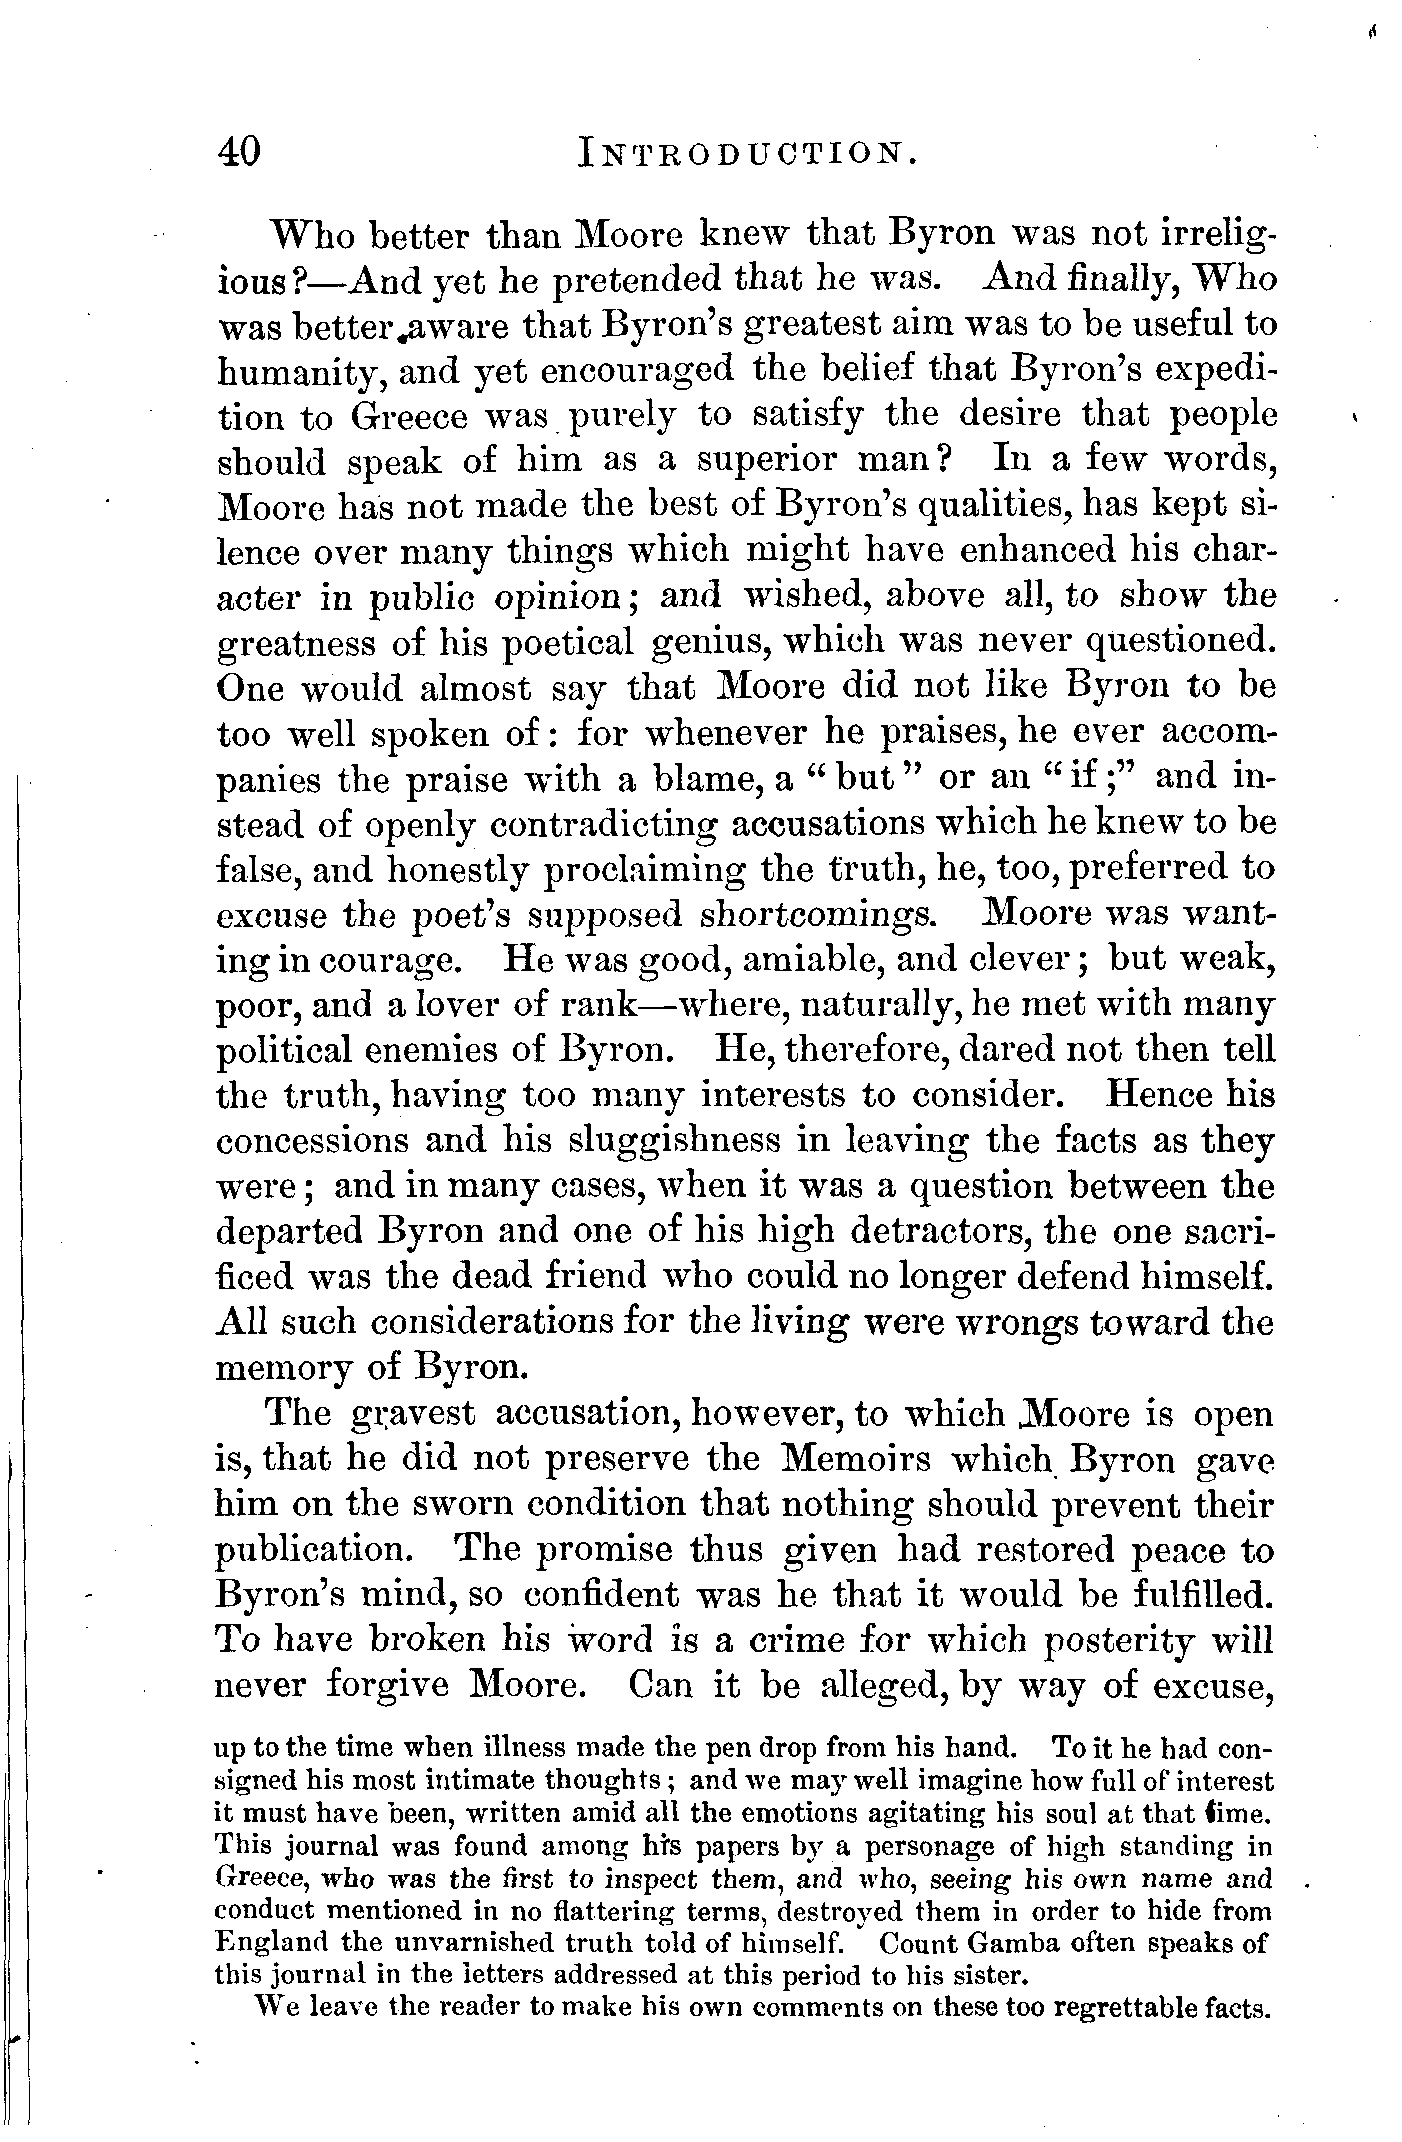 40 INTRODUCTION.
Who better than Moore knew that Byron was not irrelig-
ious?—And yet he pretended that he was. And finally, Who
was better aware that Byron's greatest aim was to be useful to
humanity, and yet encouraged the belief that Byron's expedi-
tion to Greece was purely to satisfy the desire that people
should speak of him as a superior man? In a few words,
Moore has not made the best of Byron's qualities, has kept si-
lence over many things which might have enhanced his char-
acter in public opinion; and wished, above all, to show the
greatness of his poetical genius, which was never questioned.
One would almost say that Moore did not like Byron to be
too well spoken of: for whenever he praises, he ever accom-
panies the praise with a blame, a "but" or an "if;" and in-
stead of openly contradicting accusations which he knew to be
false, and honestly proclaiming the truth, he, too, preferred to
excuse the poet's supposed shortcomings. Moore was want-
ing in courage. He was good, amiable, and clever; but weak,
poor, and a lover of rank—where, naturally, he met with many
political enemies of Byron. He, therefore, dared not then tell
the truth, having too many interests to consider. Hence his
concessions and his sluggishness in leaving the facts as they
were; and in many cases, when it was a question between the
departed Byron and one of his high detractors, the one sacri-
ficed was the dead friend who could no longer defend himself.
All such considerations for the living were wrongs toward the
memory of Byron.
The gravest accusation, however, to which Moore is open
is, that he did not preserve the Memoirs which Byron gave
him on the sworn condition that nothing should prevent their
publication. The promise thus given had restored peace to
Byron's mind, so confident was he that it would be fulfilled.
To have broken his word is a crime for which posterity will
never forgive Moore. Can it be alleged, by way of excuse,
up to the time when illness made the pen drop from his hand. To it he had con-
signed his most intimate thoughts; and we may well imagine how full of interest
it must have been, written amid all the emotions agitating his soul at that time.
This journal was found among his papers by a personage of high standing in
Greece, who was the first to inspect them, and who, seeing his own name and
conduct mentioned in no flattering terms, destroyed them in order to hide from
England the unvarnished truth told of himself. Count Gamba often speaks of
this journal in the letters addressed at this period to his sister.
We leave the reader to make his own comments on these too regrettable facts.